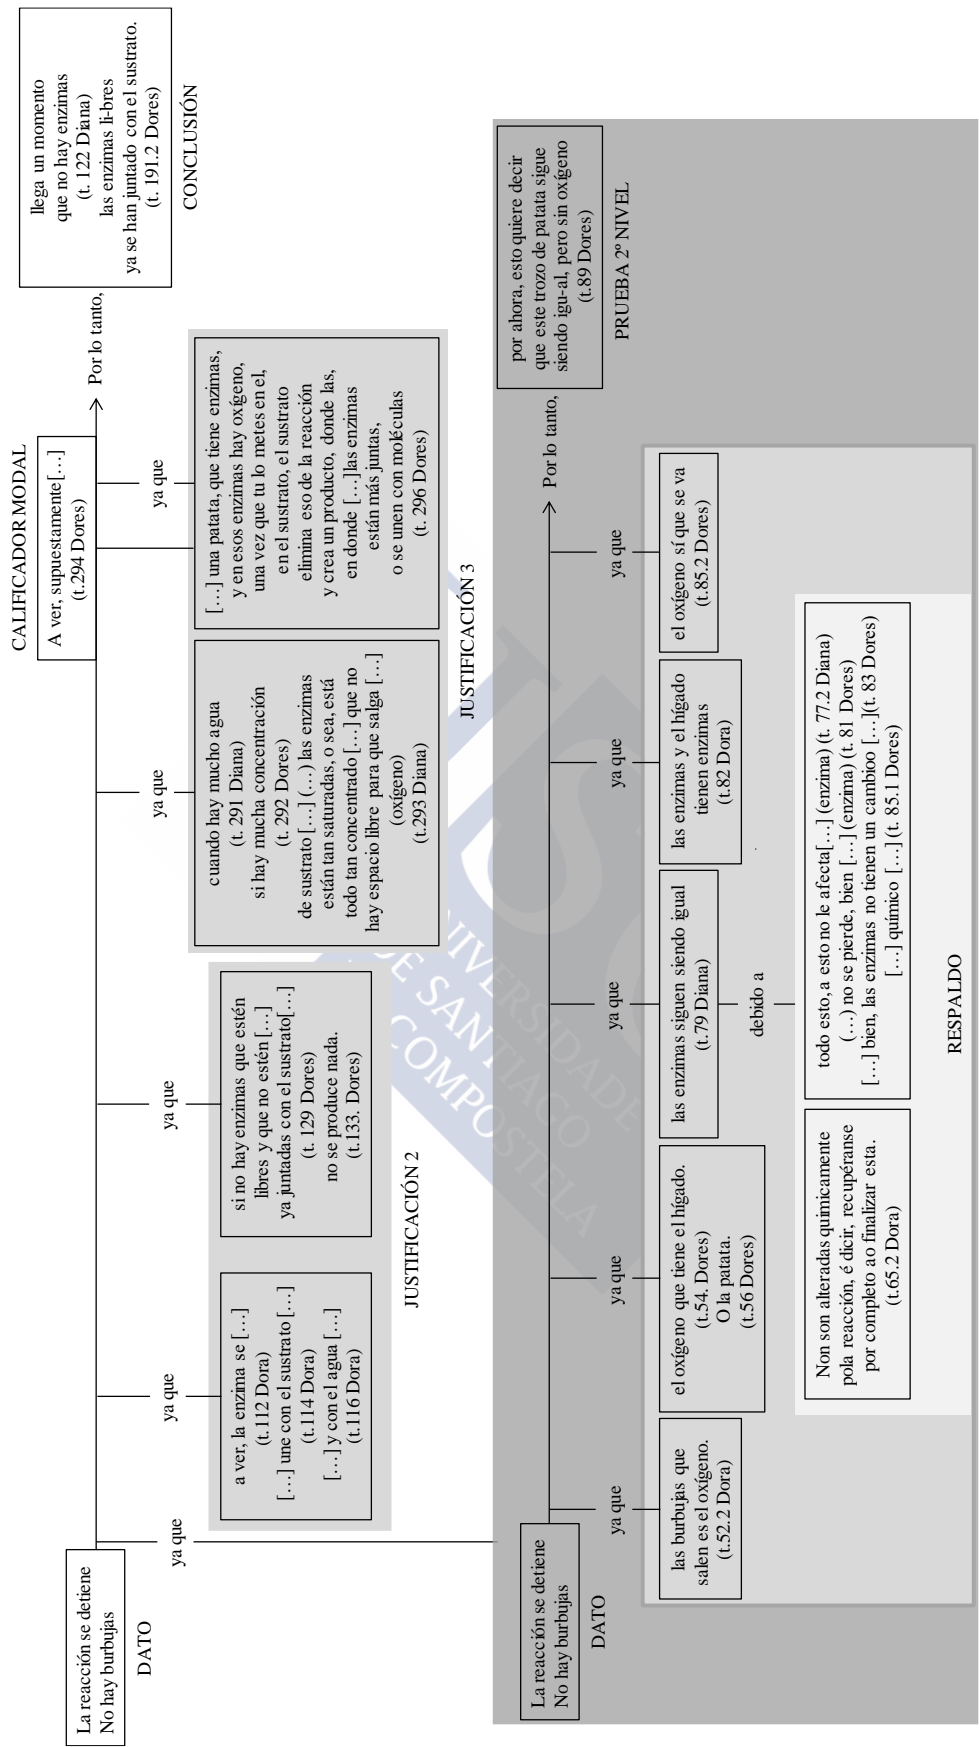 La reacción se detiene
No hay burbujas
DATO
ya que
ya que
a ver, la enzima se […]
(t.112 Dora)
[…] une con el sustrato […]
(t.114 Dora)
[…] y con el agua […]
(t.116 Dora)
ya que
si no hay enzimas que estén
libres y que no estén […]
ya juntadas con el sustrato[…]
(t. 129 Dores)
no se produce nada.
(t.133. Dores)
JUSTIFICACIÓN 2
ya que
cuando hay mucho agua
(t. 291 Diana)
si hay mucha concentración
(t. 292 Dores)
de sustrato […] (…) las enzimas
están tan saturadas, o sea, está
todo tan concentrado […] que no
hay espacio libre para que salga […]
(oxígeno)
(t.293 Diana)
ya que
[…] una patata, que tiene enzimas,
y en esos enzimas hay oxígeno,
una vez que tu lo metes en el,
en el sustrato, el sustrato
elimina eso de la reacción
y crea un producto, donde las,
en donde […]las enzimas
están más juntas,
o se unen con moléculas
(t. 296 Dores)
JUSTIFICACIÓN 3
CALIFICADOR MODAL
A ver, supuestamente […]
(t.294 Dores)
Por lo tanto,
llega un momento
que no hay enzimas
(t. 122 Diana)
las enzimas li-bres
ya se han juntado con el sustrato.
(t. 191.2 Dores)
CONCLUSIÓN
La reacción se detiene
No hay burbujas
DATO
ya que
las burbujas que
salen es el oxígeno.
(t.52.2 Dora)
ya que
el oxígeno que tiene el hígado.
(t.54. Dores)
O la patata.
(t.56 Dores)
ya que
las enzimas siguen siendo igual
(t.79 Diana)
ya que
las enzimas y el hígado
tienen enzimas
(t.82 Dora)
ya que
el oxígeno sí que se va
(t.85.2 Dores)
debido a
Non son alteradas quimicamente
pola reacción, é dicir, recupéranse
por completo ao finalizar esta.
(t.65.2 Dora)
todo esto, a esto no le afecta[…] (enzima) (t. 77.2 Diana)
(…) no se pierde, bien […] (enzima) (t. 81 Dores)
[…] bien, las enzimas no tienen un cambioo […](t. 83 Dores)
[…] químico […] (t. 85.1 Dores)
RESPALDO
Por lo tanto,
por ahora, esto quiere decir
que este trozo de patata sigue
siendo igu-al, pero sin oxígeno
(t.89 Dores)
PRUEBA 2º NIVEL
USC
UNIVERSIDADE
DE SANTIAGO
DE COMPOSTELA